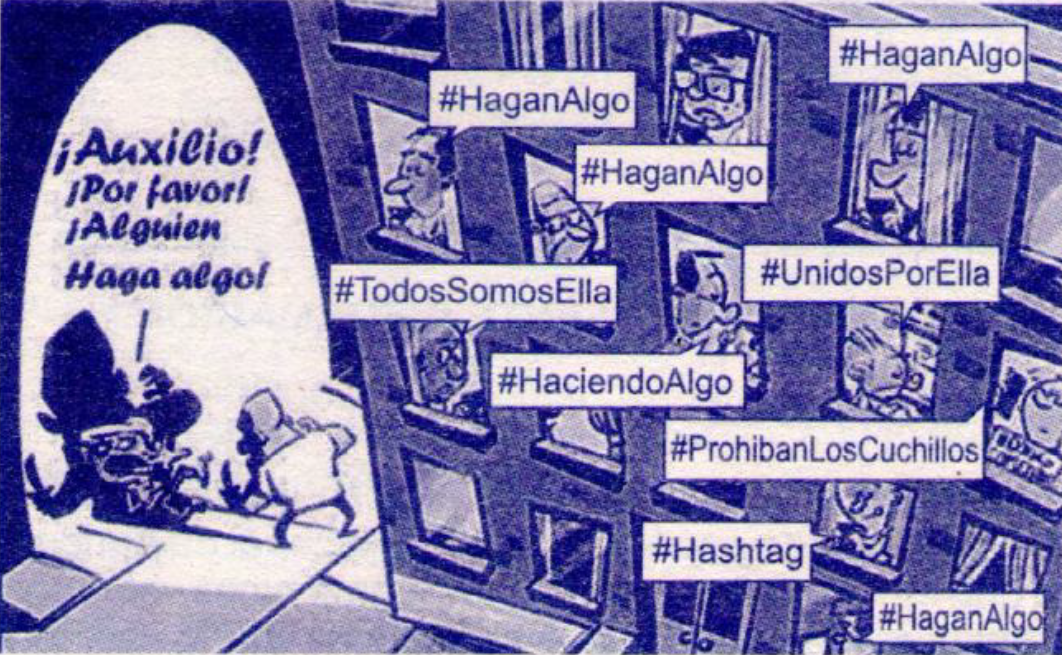 ¡Auxilio!
¡Por favor!
¡Alguien
Haga algo!
#HaganAlgo
#HaganAlgo
#HaganAlgo
#TodosSomosElla
#UnidosPorElla
#HaciendoAlgo
#ProhibanLosCuchillos
#Hashtag
#HaganAlgo